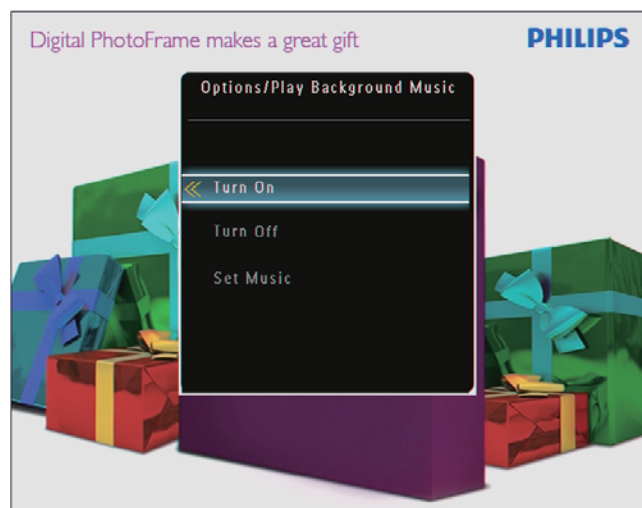 Digital PhotoFrame makes a great gift
PHILIPS
Options/Play Background Music
Turn On
Turn Off
Set Music